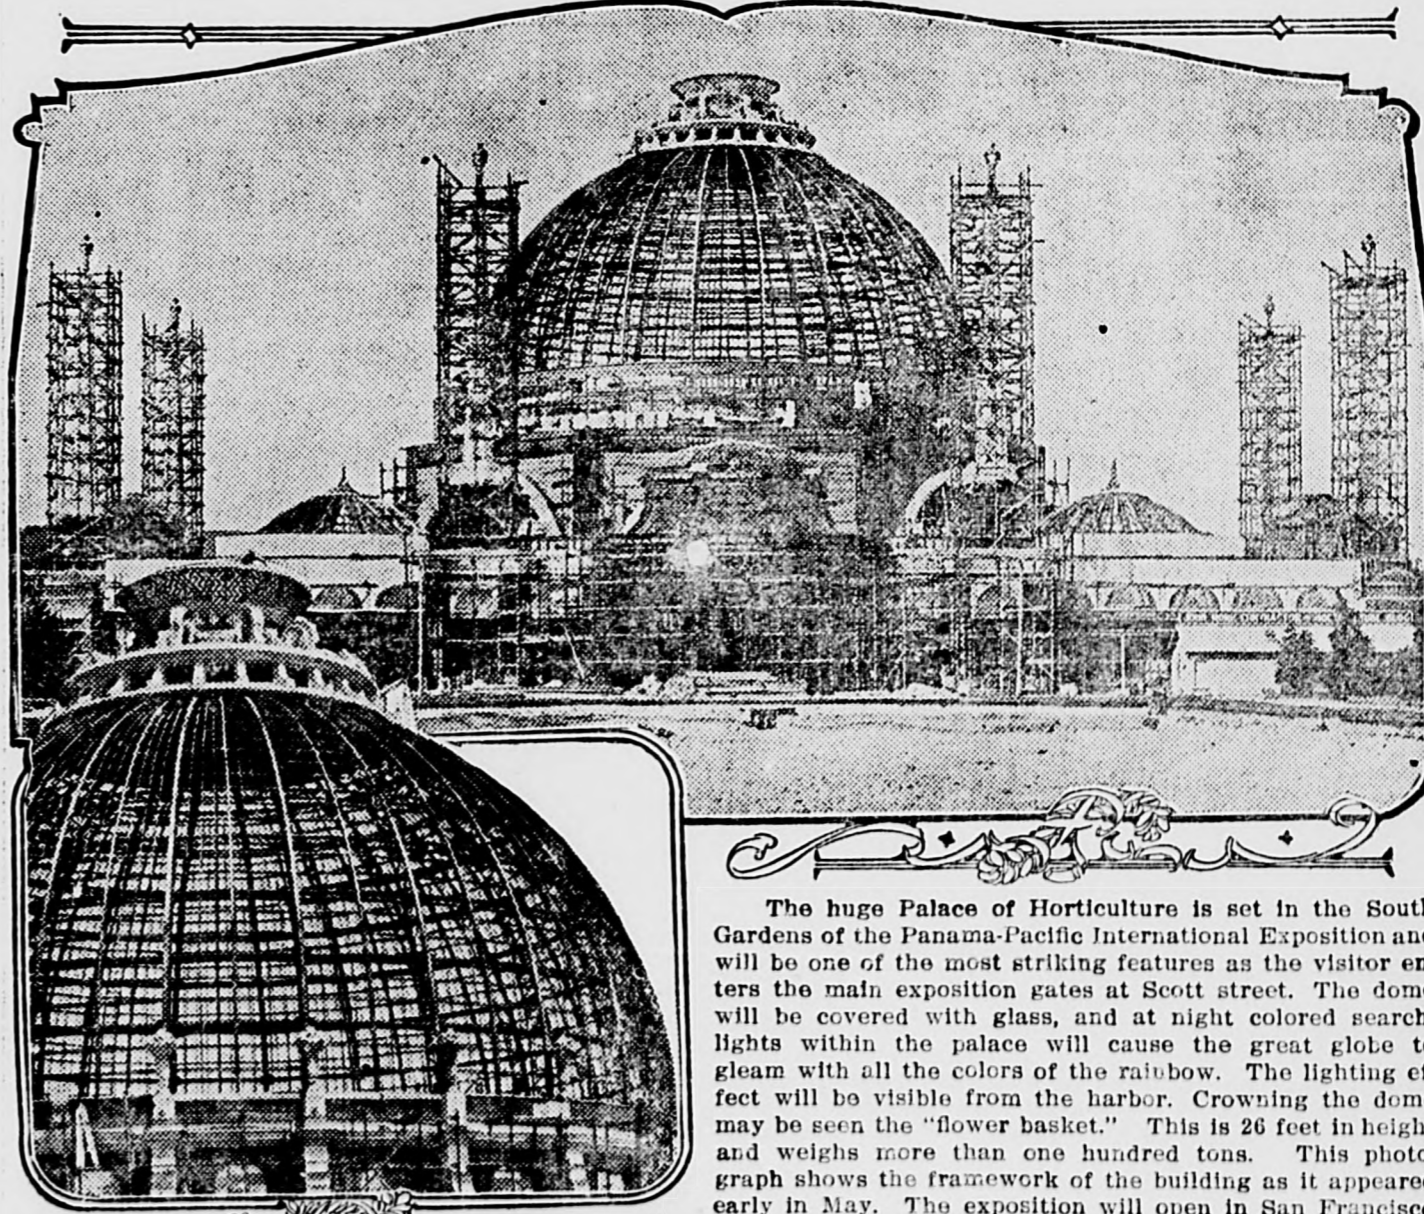 The huge Palace of Horticulture is set in the South
Gardens of the Panama-Pacific International Exposition and
will be one of the most striking features as the visitor en
ters the main exposition gates at Scott street. The dome
will be covered with glass, and at night colored search
lights within the palace will cause the great globe to
gleam with all the colors of the rainbow. The lighting ef
fect will be visible from the harbor. Crowning the dome
may be seen the "flower basket." This is 26 feet in height
and weighs more than one hundred tons. This photo
graph shows the framework of the building as it appeared
early in May. The exposition will open in San Francisco